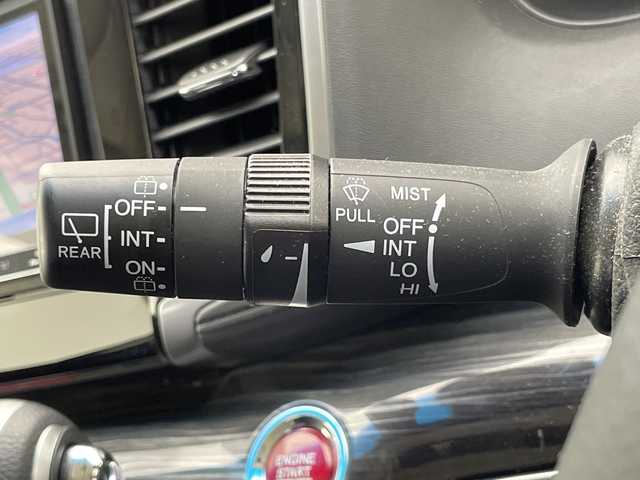 OFF
INT
REAR
ON
MIST
PULL
OFF
INT
LO
HI
ENGINE
START